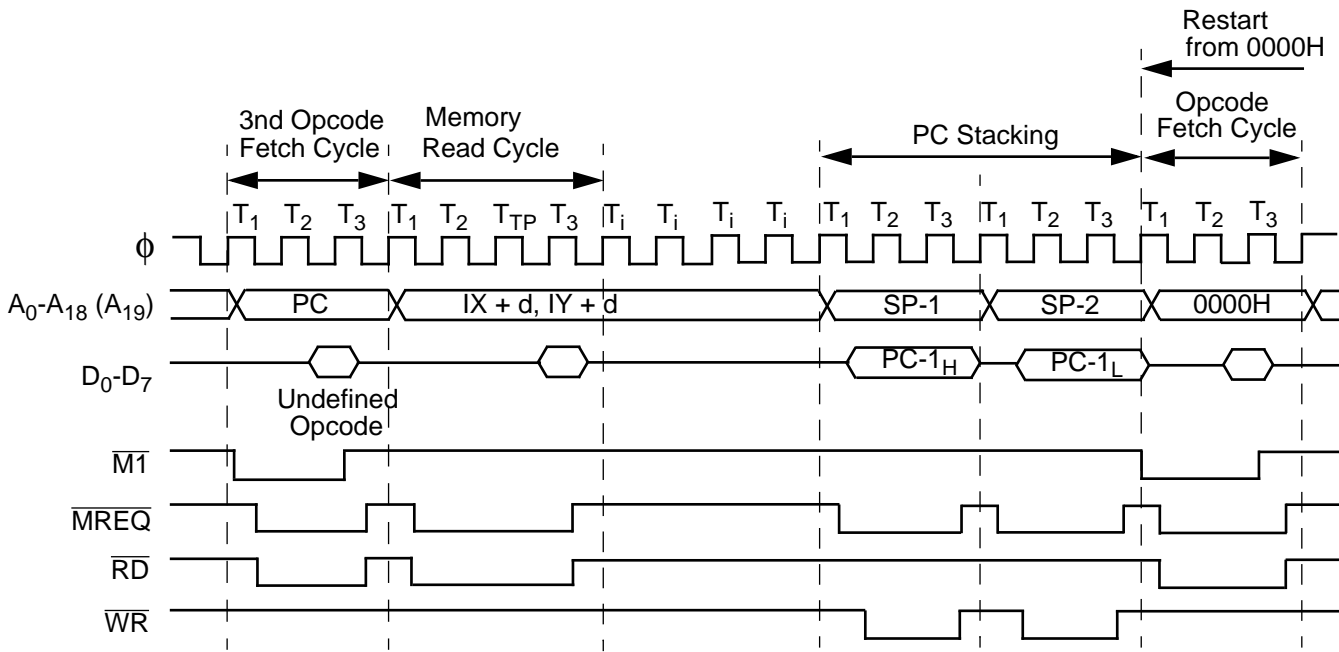 Restart
from 0000H
3nd Opcode
Fetch Cycle
Memory
Read Cycle
PC Stacking
Opcode
Fetch Cycle
T1 T2 T3 T1 T2 TTP T3 Ti Ti Ti Ti T1 T2 T3 T1 T2 T3 T1 T2 T3
ϕ
A0-A18 (A19) PC IX + d, IY + d SP-1 SP-2 0000H
D0-D7 PC-1H PC-1L
Undefined
Opcode
M1
MREQ
RD
WR